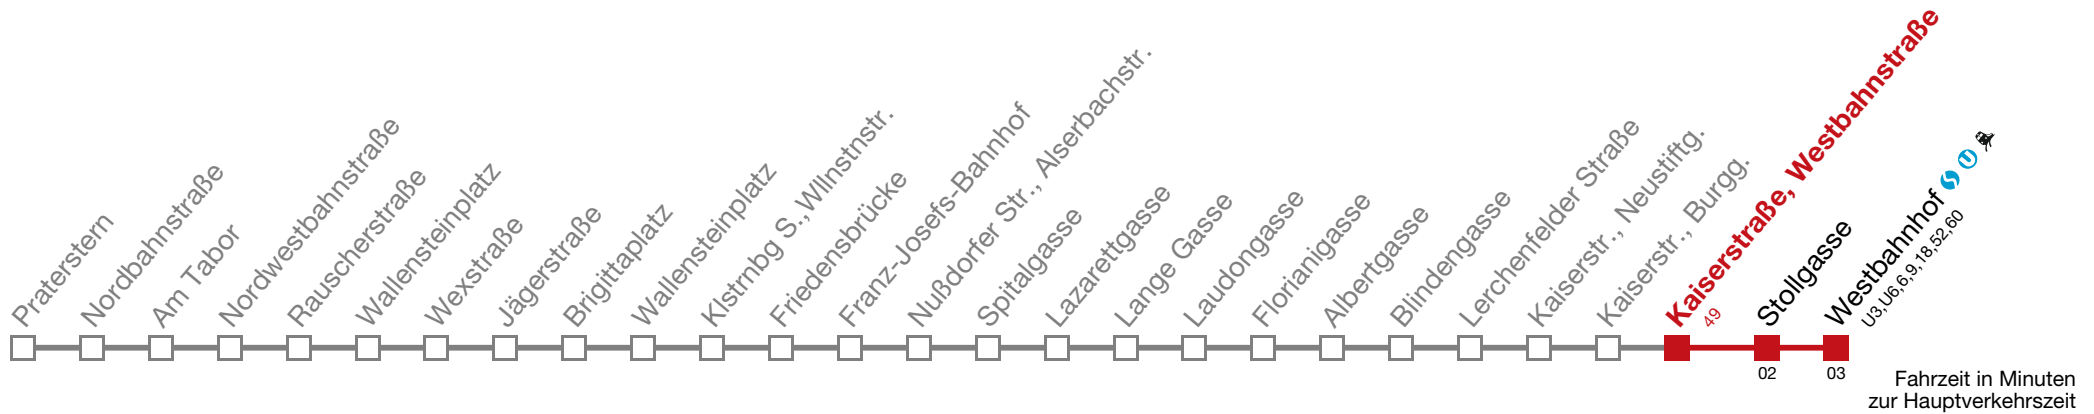 Praterstern
Nordbahnstraße
Am Tabor
Nordwestbahnstraße
Rauscherstraße
Wallensteinplatz
Wexstraße
Jägerstraße
Brigittaplatz
Wallensteinplatz
Klstrnbg S., Wllnstnstr.
Friedensbrücke
Franz-Josefs-Bahnhof
Nußdorfer Str., Alserbachstr.
Spitalgasse
Lazarettgasse
Lange Gasse
Laudongasse
Florianigasse
Albertgasse
Blindengasse
Lerchenfelder Straße
Kaiserstr., Neustiftg.
Kaiserstr., Burgg.
Kaiserstraße, Westbahnstraße
49
Stollgasse
Westbahnhof S U
U3,U6,6,9,18,52,60
02
03
Fahrzeit in Minuten
zur Hauptverkehrszeit